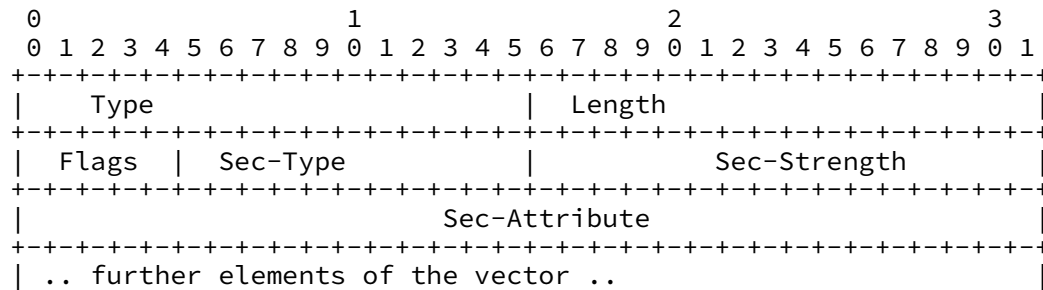 0                   1                   2                   3
 0 1 2 3 4 5 6 7 8 9 0 1 2 3 4 5 6 7 8 9 0 1 2 3 4 5 6 7 8 9 0 1
+-+-+-+-+-+-+-+-+-+-+-+-+-+-+-+-+-+-+-+-+-+-+-+-+-+-+-+-+-+-+-+-+
|    Type                       |  Length                       |
+-+-+-+-+-+-+-+-+-+-+-+-+-+-+-+-+-+-+-+-+-+-+-+-+-+-+-+-+-+-+-+-+
|  Flags  |  Sec-Type           |           Sec-Strength        |
+-+-+-+-+-+-+-+-+-+-+-+-+-+-+-+-+-+-+-+-+-+-+-+-+-+-+-+-+-+-+-+-+
|                          Sec-Attribute                        |
+-+-+-+-+-+-+-+-+-+-+-+-+-+-+-+-+-+-+-+-+-+-+-+-+-+-+-+-+-+-+-+-+
| .. further elements of the vector ..                          |